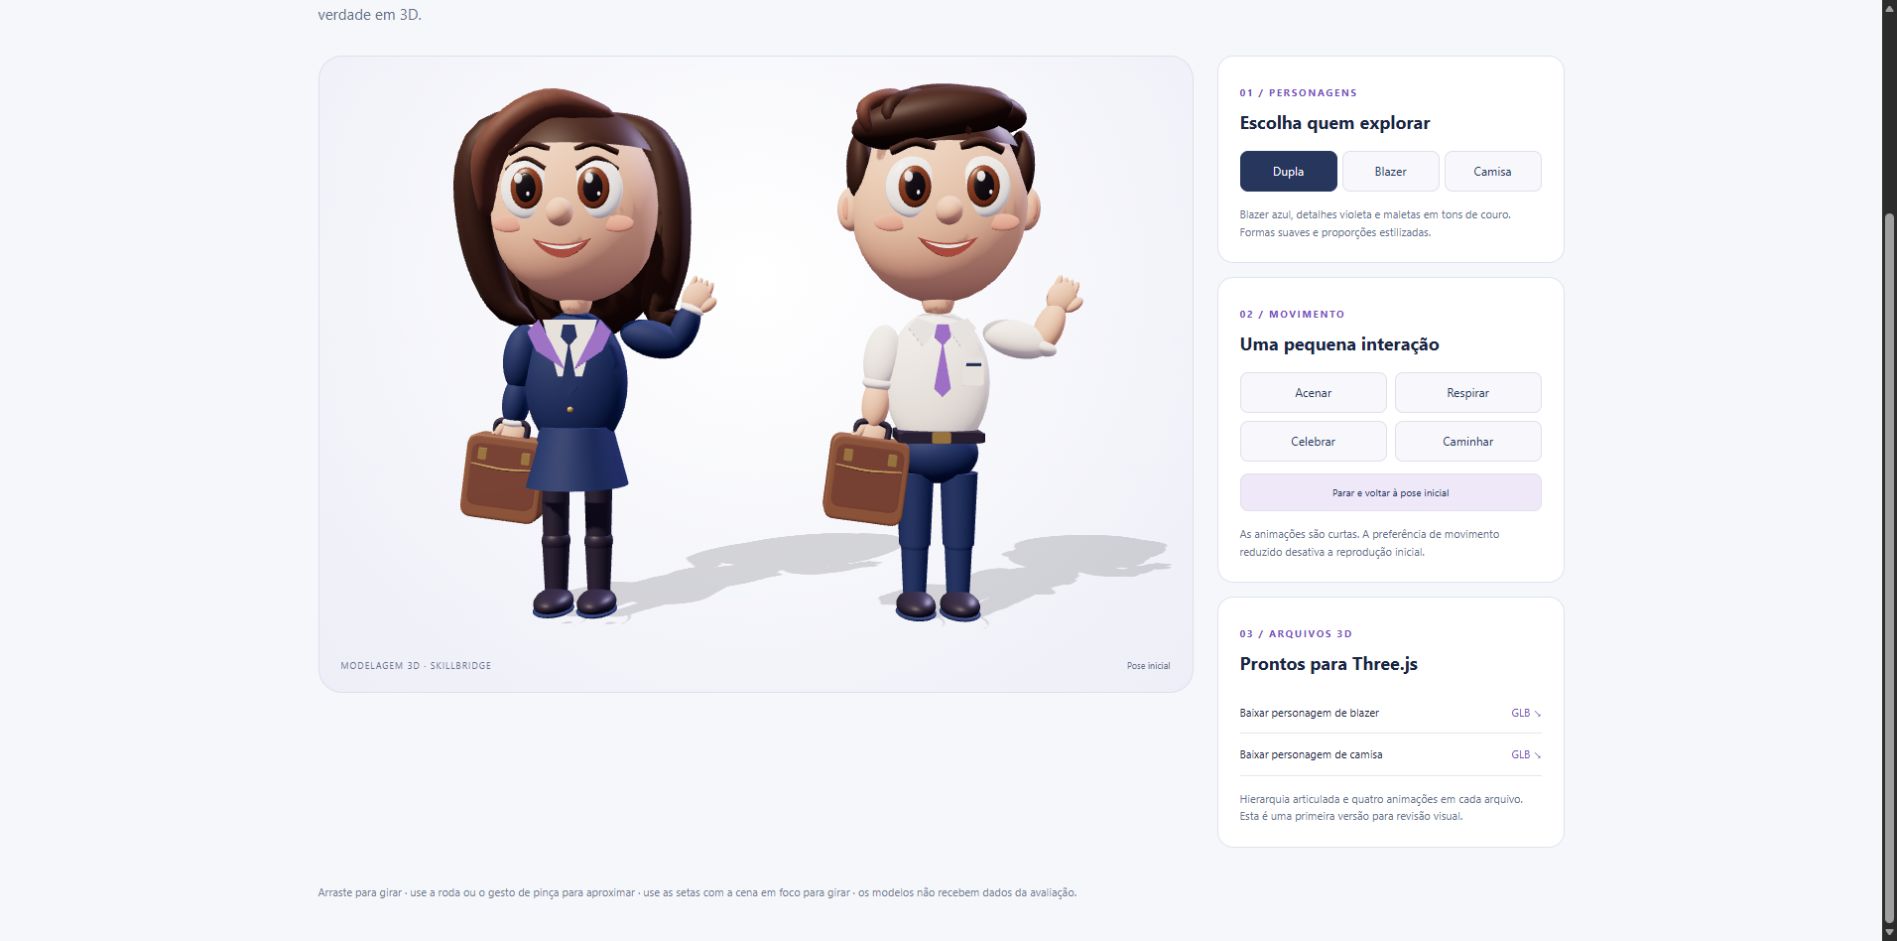 verdade em 3D.
MODELAGEM 3D · SKILLBRIDGE
Pose inicial
01 / PERSONAGENS
Escolha quem explorar
Dupla
Blazer
Camisa
Blazer azul, detalhes violeta e maletas em tons de couro.
Formas suaves e proporções estilizadas.
02 / MOVIMENTO
Uma pequena interação
Acenar
Respirar
Celebrar
Caminhar
Parar e voltar à pose inicial
As animações são curtas. A preferência de movimento
reduzido desativa a reprodução inicial.
03 / ARQUIVOS 3D
Prontos para Three.js
Baixar personagem de blazer GLB ↘
Baixar personagem de camisa GLB ↘
Hierarquia articulada e quatro animações em cada arquivo.
Esta é uma primeira versão para revisão visual.
Arraste para girar · use a roda ou o gesto de pinça para aproximar · use as setas com a cena em foco para girar · os modelos não recebem dados da avaliação.